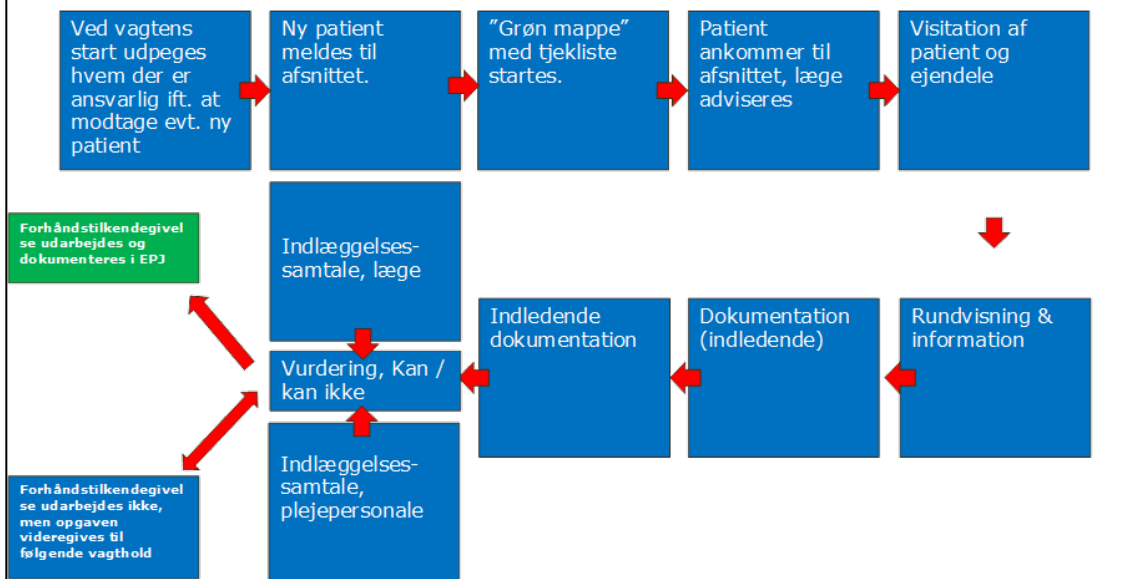 Ved vagtens
start udpeges
hvem der er
ansvarlig ift. at
modtage evt. ny
patient
Ny patient
meldes til
afsnittet.
”Grøn mappe”
med tjekliste
startes.
Patient
ankommer til
afsnittet, læge
adviseres
Visitation af
patient og
ejendele
Rundvisning &
information
Dokumentation
(indledende)
Indledende
dokumentation
Indlæggelses-
samtale, læge
Vurdering, Kan /
kan ikke
Indlæggelses-
samtale,
plejepersonale
Forhåndstilkendegivel
se udarbejdes og
dokumenteres i EPJ
Forhåndstilkendegivel
se udarbejdes ikke,
men opgaven
videregives til
følgende vagthold